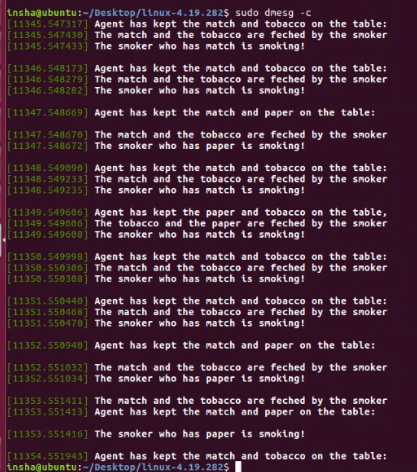 insha@ubuntu:~/Desktop/linux-4.19.282$ sudo dmesg -c
[11345.547317] Agent has kept the match and tobacco on the table:
[11345.547430] The match and the tobacco are feched by the smoker
[11345.547433] The smoker who has match is smoking!
[11346.548173] Agent has kept the match and tobacco on the table:
[11346.548279] The match and the tobacco are feched by the smoker
[11346.548282] The smoker who has match is smoking!
[11347.548669] Agent has kept the match and paper on the table:
[11347.548670] The match and the tobacco are feched by the smoker
[11347.548672] The smoker who has paper is smoking!
[11348.549090] Agent has kept the match and tobacco on the table:
[11348.549233] The match and the tobacco are feched by the smoker
[11348.549235] The smoker who has match is smoking!
[11349.549606] Agent has kept the paper and tobacco on the table,
[11349.549606] The tobacco and the paper are feched by the smoker
[11349.549608] The smoker who has match is smoking!
[11350.549998] Agent has kept the match and tobacco on the table:
[11350.550306] The match and the tobacco are feched by the smoker
[11350.550308] The smoker who has match is smoking!
[11351.550440] Agent has kept the match and tobacco on the table:
[11351.550468] The match and the tobacco are feched by the smoker
[11351.550470] The smoker who has match is smoking!
[11352.550940] Agent has kept the match and paper on the table:
[11352.551032] The match and the tobacco are feched by the smoker
[11352.551034] The smoker who has paper is smoking!
[11353.551411] The match and the tobacco are feched by the smoker
[11353.551413] Agent has kept the match and paper on the table:
[11353.551416] The smoker who has paper is smoking!
[11354.551943] Agent has kept the match and tobacco on the table:
insha@ubuntu:~/Desktop/linux-4.19.282$